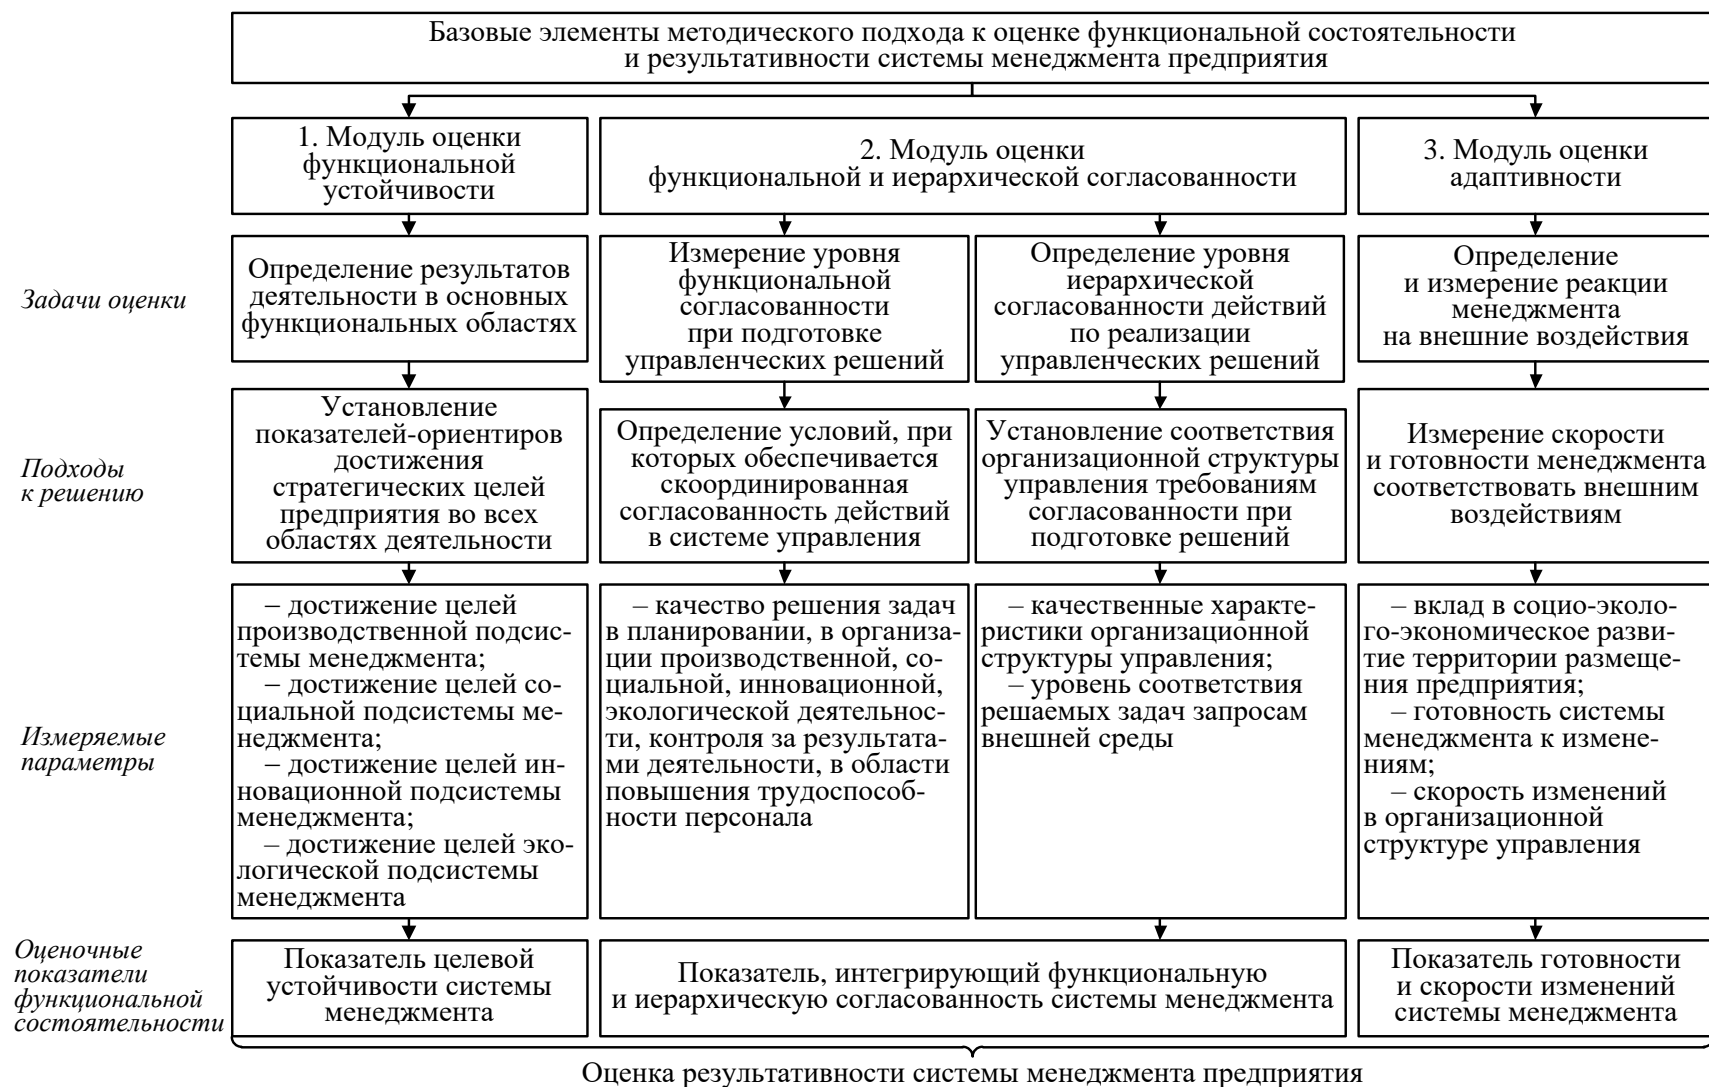 Базовые элементы методического подхода к оценке функциональной состоятельности
и результативности системы менеджмента предприятия
1. Модуль оценки
функциональной
устойчивости
2. Модуль оценки
функциональной и иерархической согласованности
3. Модуль оценки
адаптивности
Задачи оценки
Определение результатов
деятельности в основных
функциональных областях
Измерение уровня
функциональной
согласованности
при подготовке
управленческих решений
Определение уровня
иерархической
согласованности действий
по реализации
управленческих решений
Определение
и измерение реакции
менеджмента
на внешние воздействия
Подходы
к решению
Установление
показателей-ориентиров
достижения
стратегических целей
предприятия во всех
областях деятельности
Определение условий, при
которых обеспечивается
скоординированная
согласованность действий
в системе управления
Установление соответствия
организационной структуры
управления требованиям
согласованности при
подготовке решений
Измерение скорости
и готовности менеджмента
соответствовать внешним
воздействиям
Измеряемые
параметры
– достижение целей
производственной подсис-
темы менеджмента;
– достижение целей со-
циальной подсистемы ме-
неджмента;
– достижение целей ин-
новационной подсистемы
менеджмента;
– достижение целей эко-
логической подсистемы
менеджмента
– качество решения задач
в планировании, в организа-
ции производственной, со-
циальной, инновационной,
экологической деятельнос-
ти, контроля за результата-
ми деятельности, в области
повышения трудоспособ-
ности персонала
– качественные характе-
ристики организационной
структуры управления;
– уровень соответствия
решаемых задач запросам
внешней среды
– вклад в социо-эколо-
го-экономическое разви-
тие территории размеще-
ния предприятия;
– готовность системы
менеджмента к измене-
ниям;
– скорость изменений
в организационной
структуре управления
Оценочные
показатели
функциональной
состоятельности
Показатель целевой
устойчивости системы
менеджмента
Показатель, интегрирующий функциональную
и иерархическую согласованность системы менеджмента
Показатель готовности
и скорости изменений
системы менеджмента
Оценка результативности системы менеджмента предприятия